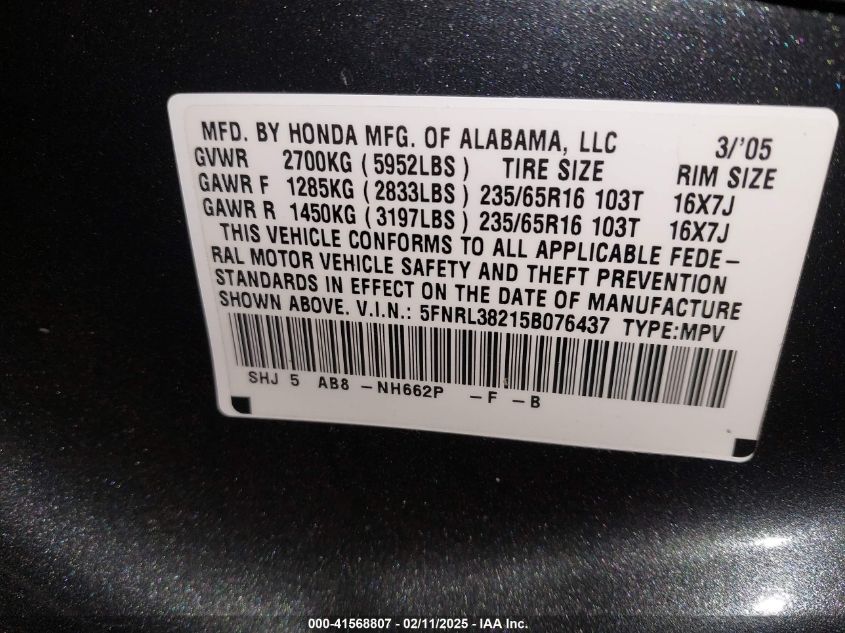 MFD. BY HONDA MFG. OF ALABAMA, LLC 3/'05
GVWR 2700KG (5952LBS) TIRE SIZE RIM SIZE
GAWR F 1285KG (2833LBS) 235/65R16 103T 16X7J
GAWR R 1450KG (3197LBS) 235/65R16 103T 16X7J
THIS VEHICLE CONFORMS TO ALL APPLICABLE FEDE-
RAL MOTOR VEHICLE SAFETY AND THEFT PREVENTION
STANDARDS IN EFFECT ON THE DATE OF MANUFACTURE
SHOWN ABOVE. V.I.N.: 5FNRL38215B076437 TYPE:MPV
SHJ 5 AB8 -NH662P -F -B
000-41568807 - 02/11/2025 - IAA Inc.